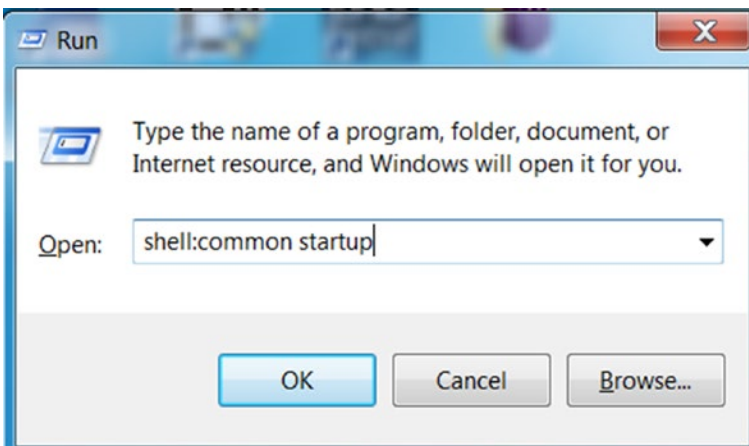 Run
Type the name of a program, folder, document, or
Internet resource, and Windows will open it for you.
Open: shell:common startup
OK Cancel Browse...